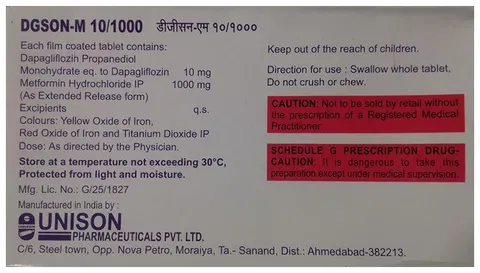 DGSON-M 10/1000 डीजीसन-एम १०/१०००
Each film coated tablet contains:
Dapagliflozin Propanediol
Monohydrate eq. to Dapagliflozin 10 mg
Metformin Hydrochloride IP 1000 mg
(As Extended Release form)
Excipients q.s.
Colours: Yellow Oxide of Iron,
Red Oxide of Iron and Titanium Dioxide IP
Dose: As directed by the Physician.
Store at a temperature not exceeding 30°C,
Protected from light and moisture.
Mfg. Lic. No.: G/25/1827
Manufactured in India by :
UNISON
PHARMACEUTICALS PVT. LTD.
C/6, Steel town, Opp. Nova Petro, Moraiya, Ta.- Sanand, Dist.: Ahmedabad-382213.
Keep out of the reach of children.
Direction for use : Swallow whole tablet,
Do not crush or chew.
CAUTION: Not to be sold by retail without
the prescription of a Registered Medical
Practitioner.
SCHEDULE G PRESCRIPTION DRUG-
CAUTION: It is dangerous to take this
preparation except under medical supervision.